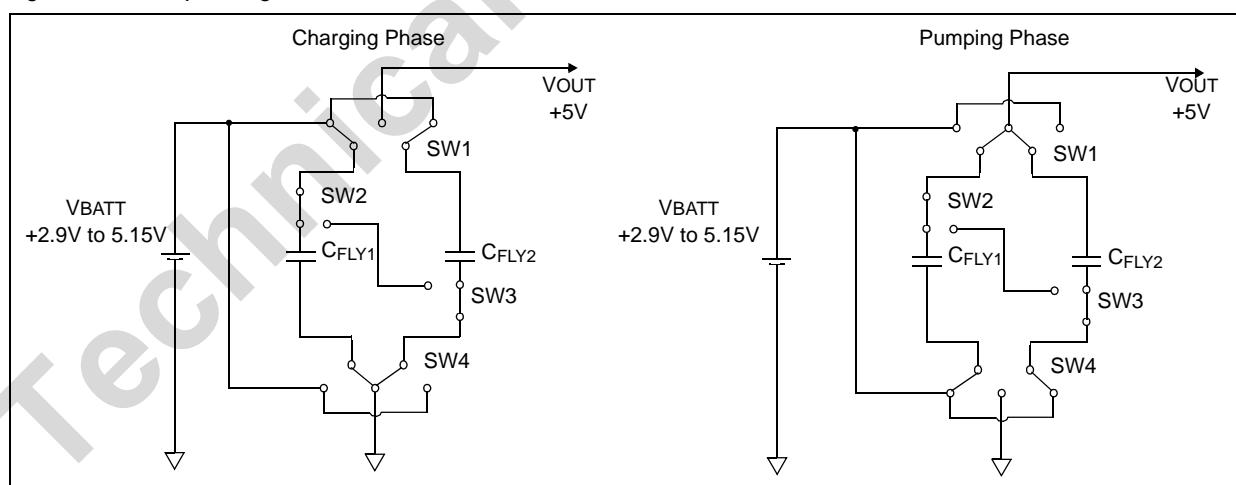 Charging Phase
VOUT
+5V
SW1
SW2
VBATT
+2.9V to 5.15V
CFLY1
CFLY2
SW3
SW4
Pumping Phase
VOUT
+5V
SW1
SW2
VBATT
+2.9V to 5.15V
CFLY1
CFLY2
SW3
SW4
Technical